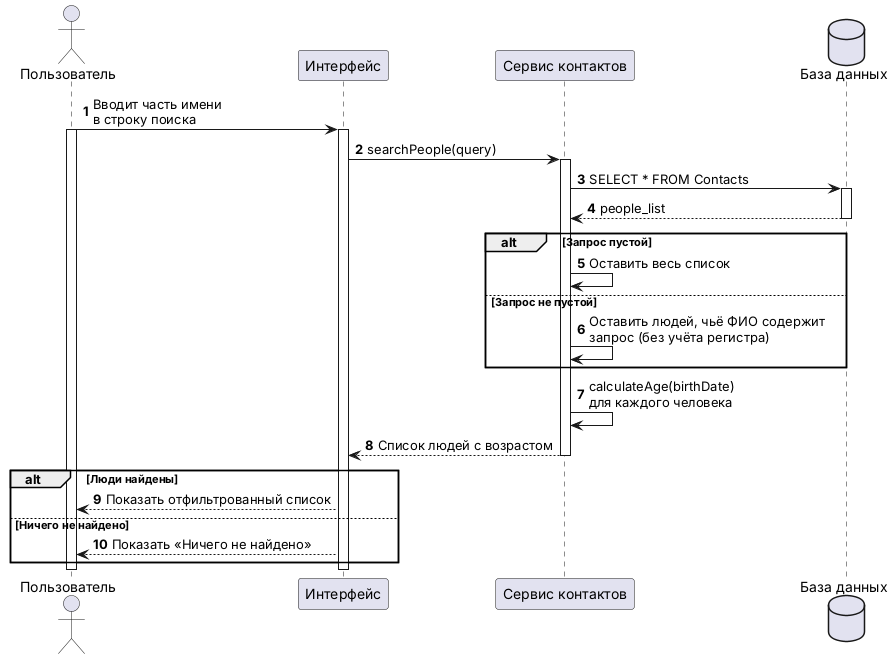 Пользователь
Интерфейс
Сервис контактов
База данных
1 Вводит часть имени
в строку поиска
2 searchPeople(query)
3 SELECT * FROM Contacts
4 people_list
alt [Запрос пустой]
5 Оставить весь список
[Запрос не пустой]
6 Оставить людей, чьё ФИО содержит
запрос (без учёта регистра)
7 calculateAge(birthDate)
для каждого человека
8 Список людей с возрастом
alt [Люди найдены]
9 Показать отфильтрованный список
[Ничего не найдено]
10 Показать «Ничего не найдено»
Пользователь
Интерфейс
Сервис контактов
База данных